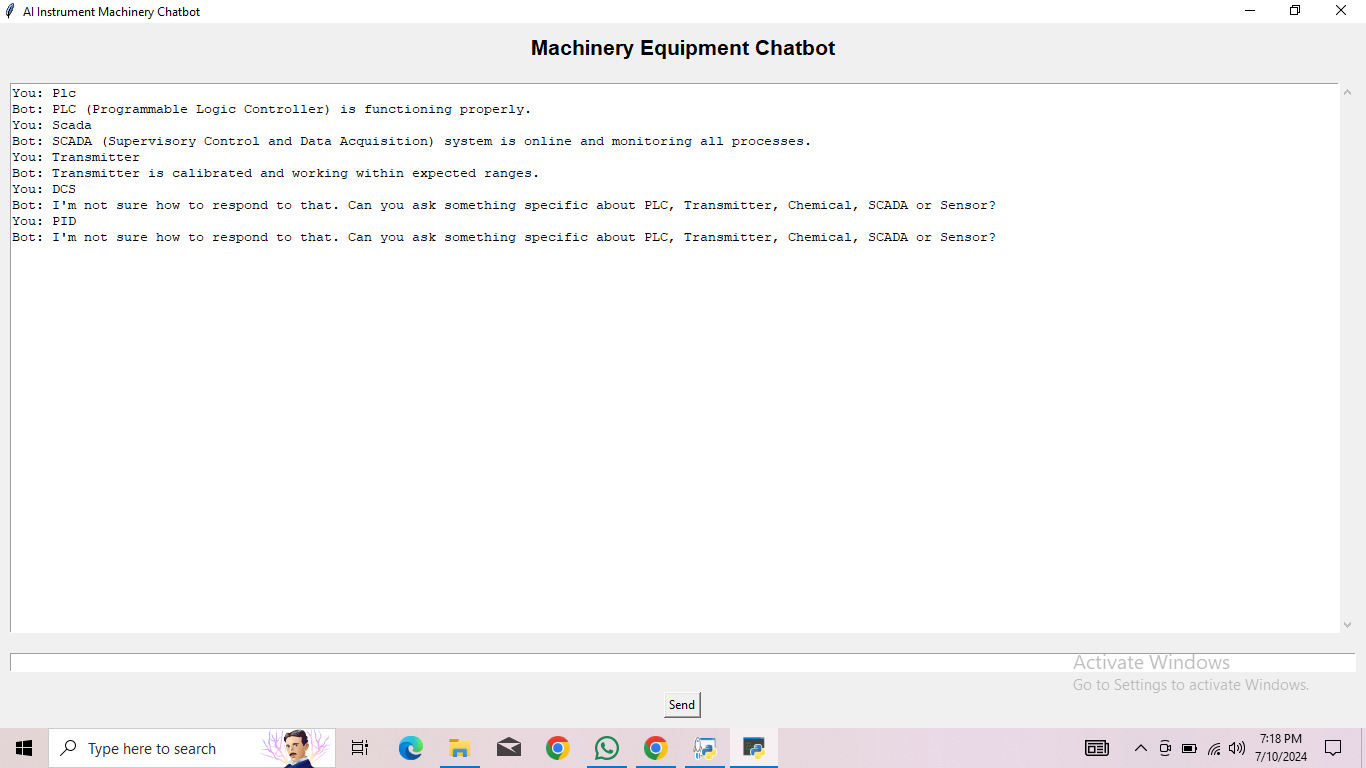 AI Instrument Machinery Chatbot
Machinery Equipment Chatbot
You: Plc
Bot: PLC (Programmable Logic Controller) is functioning properly.
You: Scada
Bot: SCADA (Supervisory Control and Data Acquisition) system is online and monitoring all processes.
You: Transmitter
Bot: Transmitter is calibrated and working within expected ranges.
You: DCS
Bot: I'm not sure how to respond to that. Can you ask something specific about PLC, Transmitter, Chemical, SCADA or Sensor?
You: PID
Bot: I'm not sure how to respond to that. Can you ask something specific about PLC, Transmitter, Chemical, SCADA or Sensor?
Activate Windows
Go to Settings to activate Windows.
Send
Type here to search
7:18 PM
7/10/2024